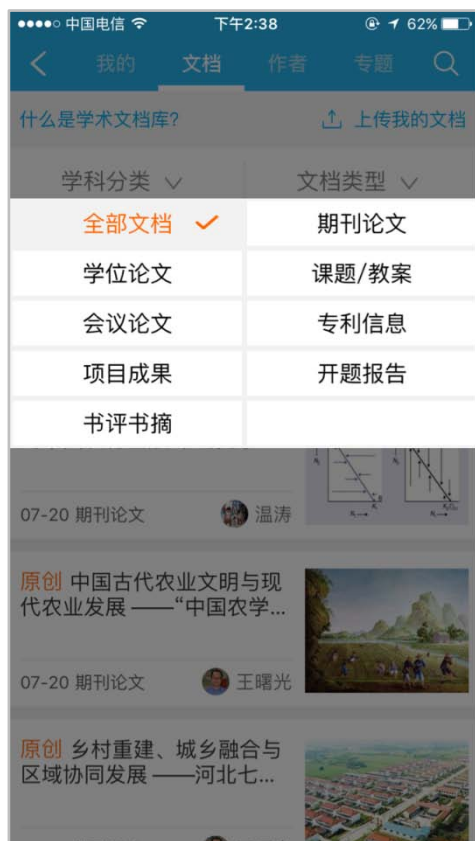 中国电信 下午2:38 62%
我的 文档 作者 专题
什么是学术文档库? 上传我的文档
学科分类 文档类型
全部文档 期刊论文
学位论文 课题/教案
会议论文 专利信息
项目成果 开题报告
书评书摘
07-20 期刊论文 温涛
原创 中国古代农业文明与现
代农业发展 ——“中国农学...
07-20 期刊论文 王曙光
原创 乡村重建、城乡融合与
区域协同发展 ——河北七...